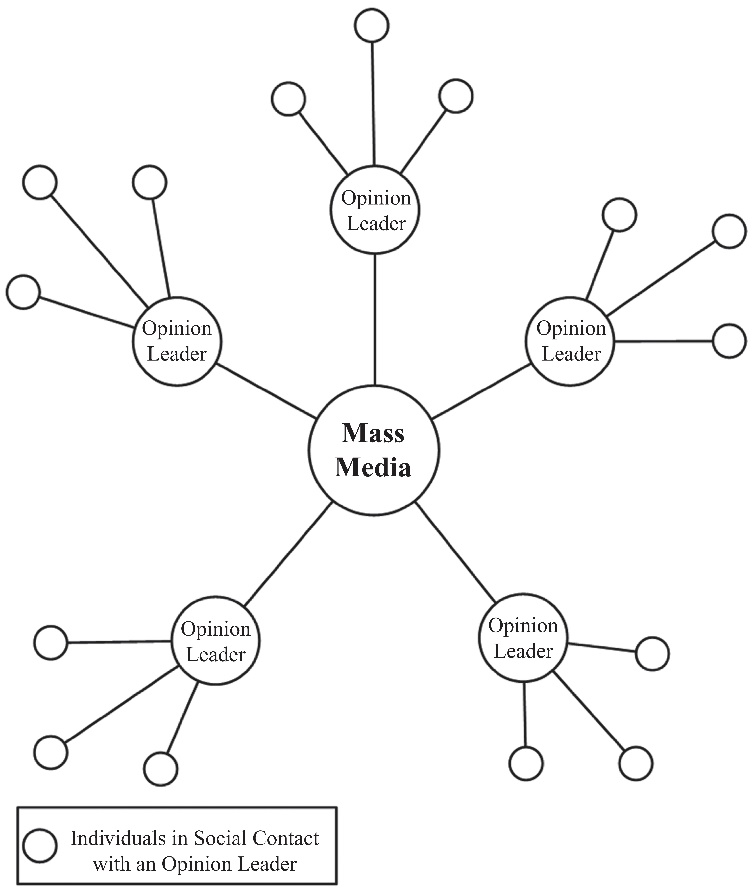 Opinion
Leader
Opinion
Leader
Opinion
Leader
Mass
Media
Opinion
Leader
Opinion
Leader
Individuals in Social Contact
with an Opinion Leader